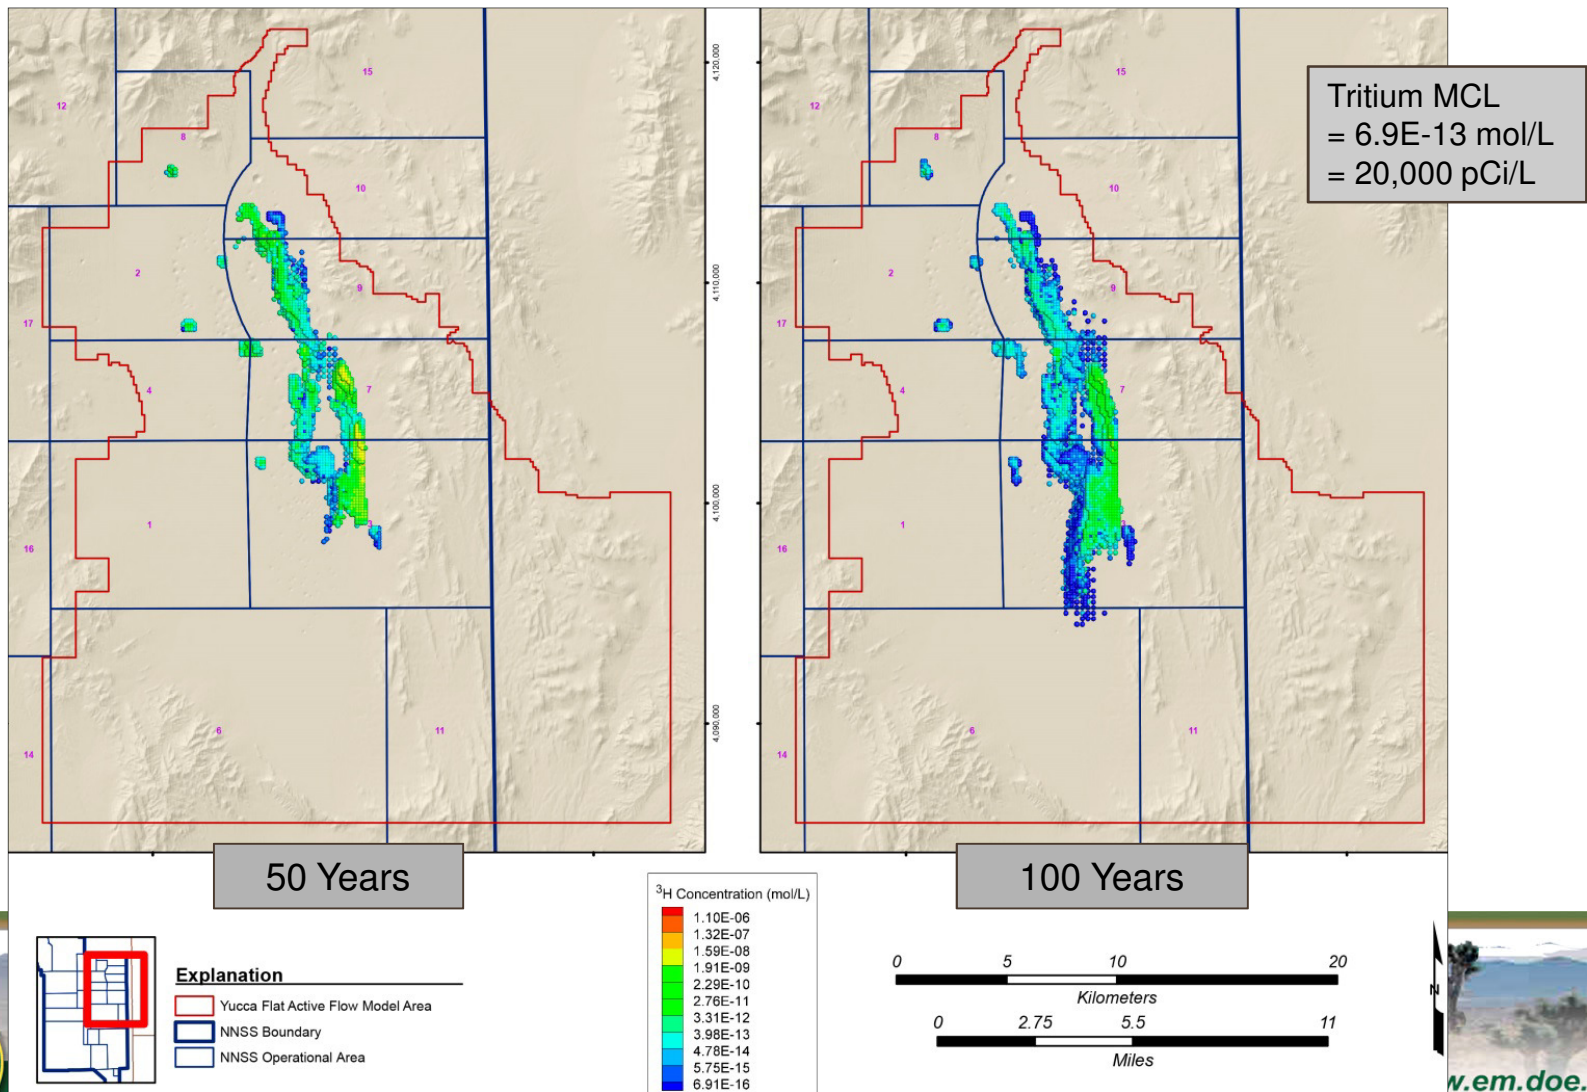 15
12
8
10
2
9
17
4
7
1
3
16
6
11
14
4,120,000
4,110,000
4,100,000
4,090,000
15
12
8
10
2
9
17
4
7
1
3
16
6
11
14
Tritium MCL
= 6.9E-13 mol/L
= 20,000 pCi/L
50 Years
100 Years
³H Concentration (mol/L)
1.10E-06
1.32E-07
1.59E-08
1.91E-09
2.29E-10
2.76E-11
3.31E-12
3.98E-13
4.78E-14
5.75E-15
6.91E-16
Explanation
Yucca Flat Active Flow Model Area
NNSS Boundary
NNSS Operational Area
0 5 10 20
Kilometers
0 2.75 5.5 11
Miles
N
w.em.doe.